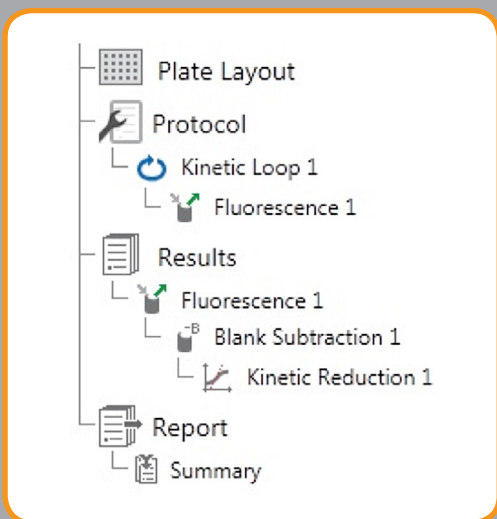 Plate Layout
Protocol
Kinetic Loop 1
Fluorescence 1
Results
Fluorescence 1
-B
Blank Subtraction 1
Kinetic Reduction 1
Report
Summary